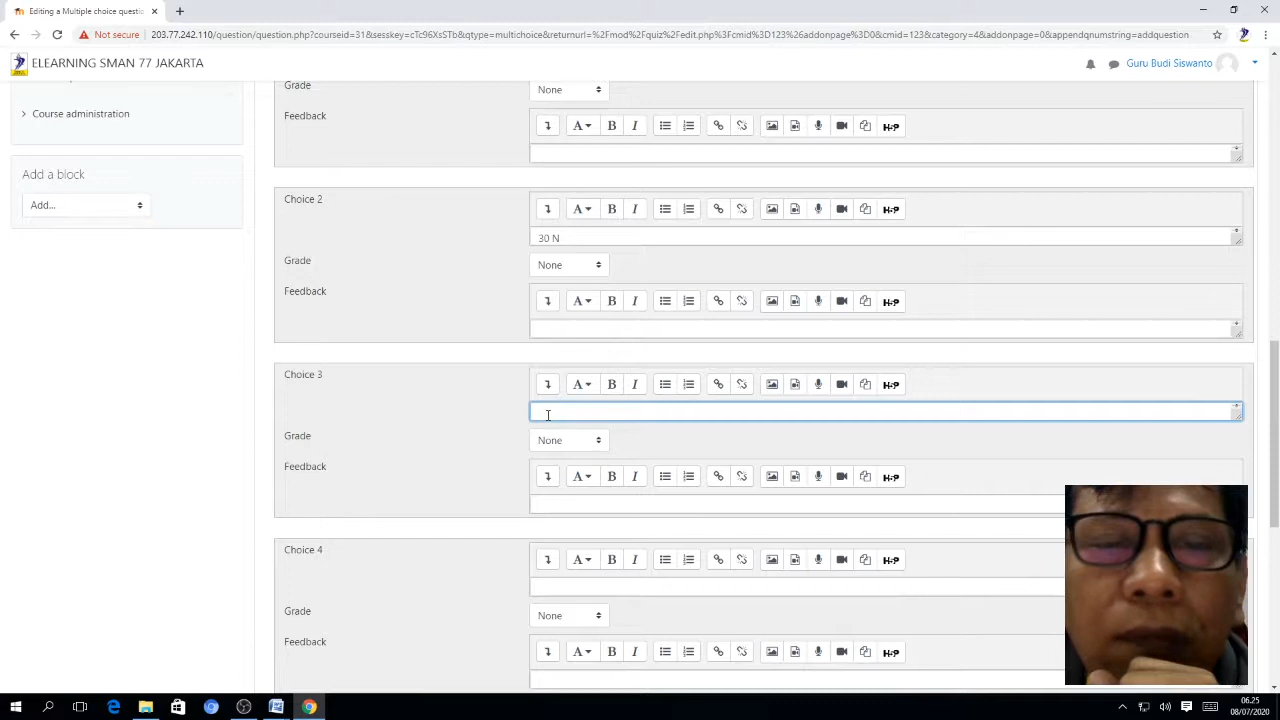 Editing a Multiple choice questi
Not secure
203.77.242.110/question/question.php?courseid=31&sesskey=cTc96XsSTb&qtype=multichoice&returnurl=%2Fmod%2Fquiz%2Fedit.php%3Fcmid%3D123%26addonpage%3D0&cmid=123&category=4&addonpage=0&appendqnumstring=addquestion
ELEARNING SMAN 77 JAKARTA
Guru Budi Siswanto
Course administration
Add a block
Add...
Grade
None
Feedback
A B I H-P
Choice 2
A B I H-P
30 N
Grade
None
Feedback
A B I H-P
Choice 3
A B I H-P
Grade
None
Feedback
A B I H-P
Choice 4
A B I H-P
Grade
None
Feedback
A B I H-P
06.25
08/07/2020